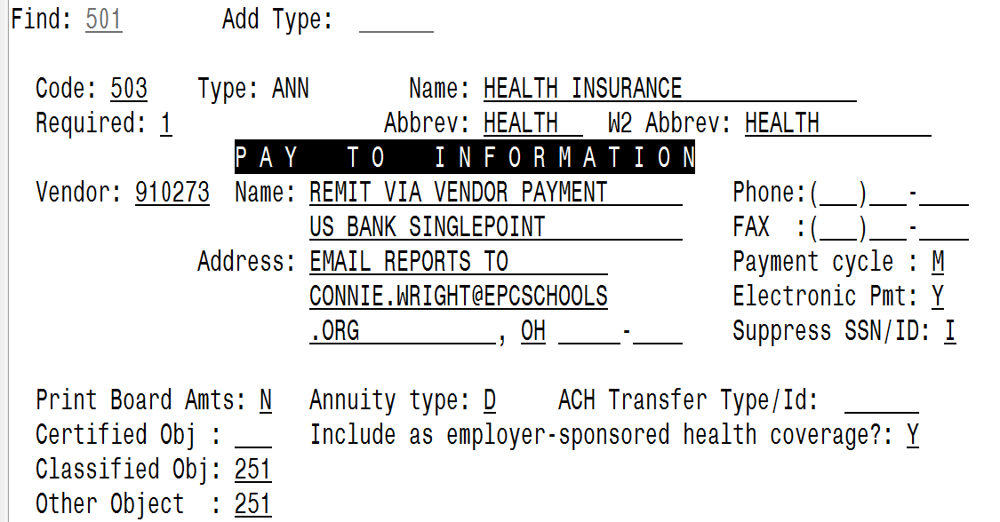 Find: 501 Add Type: ______
Code: 503 Type: ANN Name: HEALTH INSURANCE
Required: 1 Abbrev: HEALTH W2 Abbrev: HEALTH
PAY TO INFORMATION
Vendor: 910273 Name: REMIT VIA VENDOR PAYMENT Phone:(___)___-____
US BANK SINGLEPOINT FAX :(___)___-____
Address: EMAIL REPORTS TO Payment cycle : M
CONNIE.WRIGHT@EPCSCHOOLS Electronic Pmt: Y
.ORG , OH _____-____ Suppress SSN/ID: I
Print Board Amts: N Annuity type: D ACH Transfer Type/Id: ______
Certified Obj : ___ Include as employer-sponsored health coverage?: Y
Classified Obj: 251
Other Object : 251